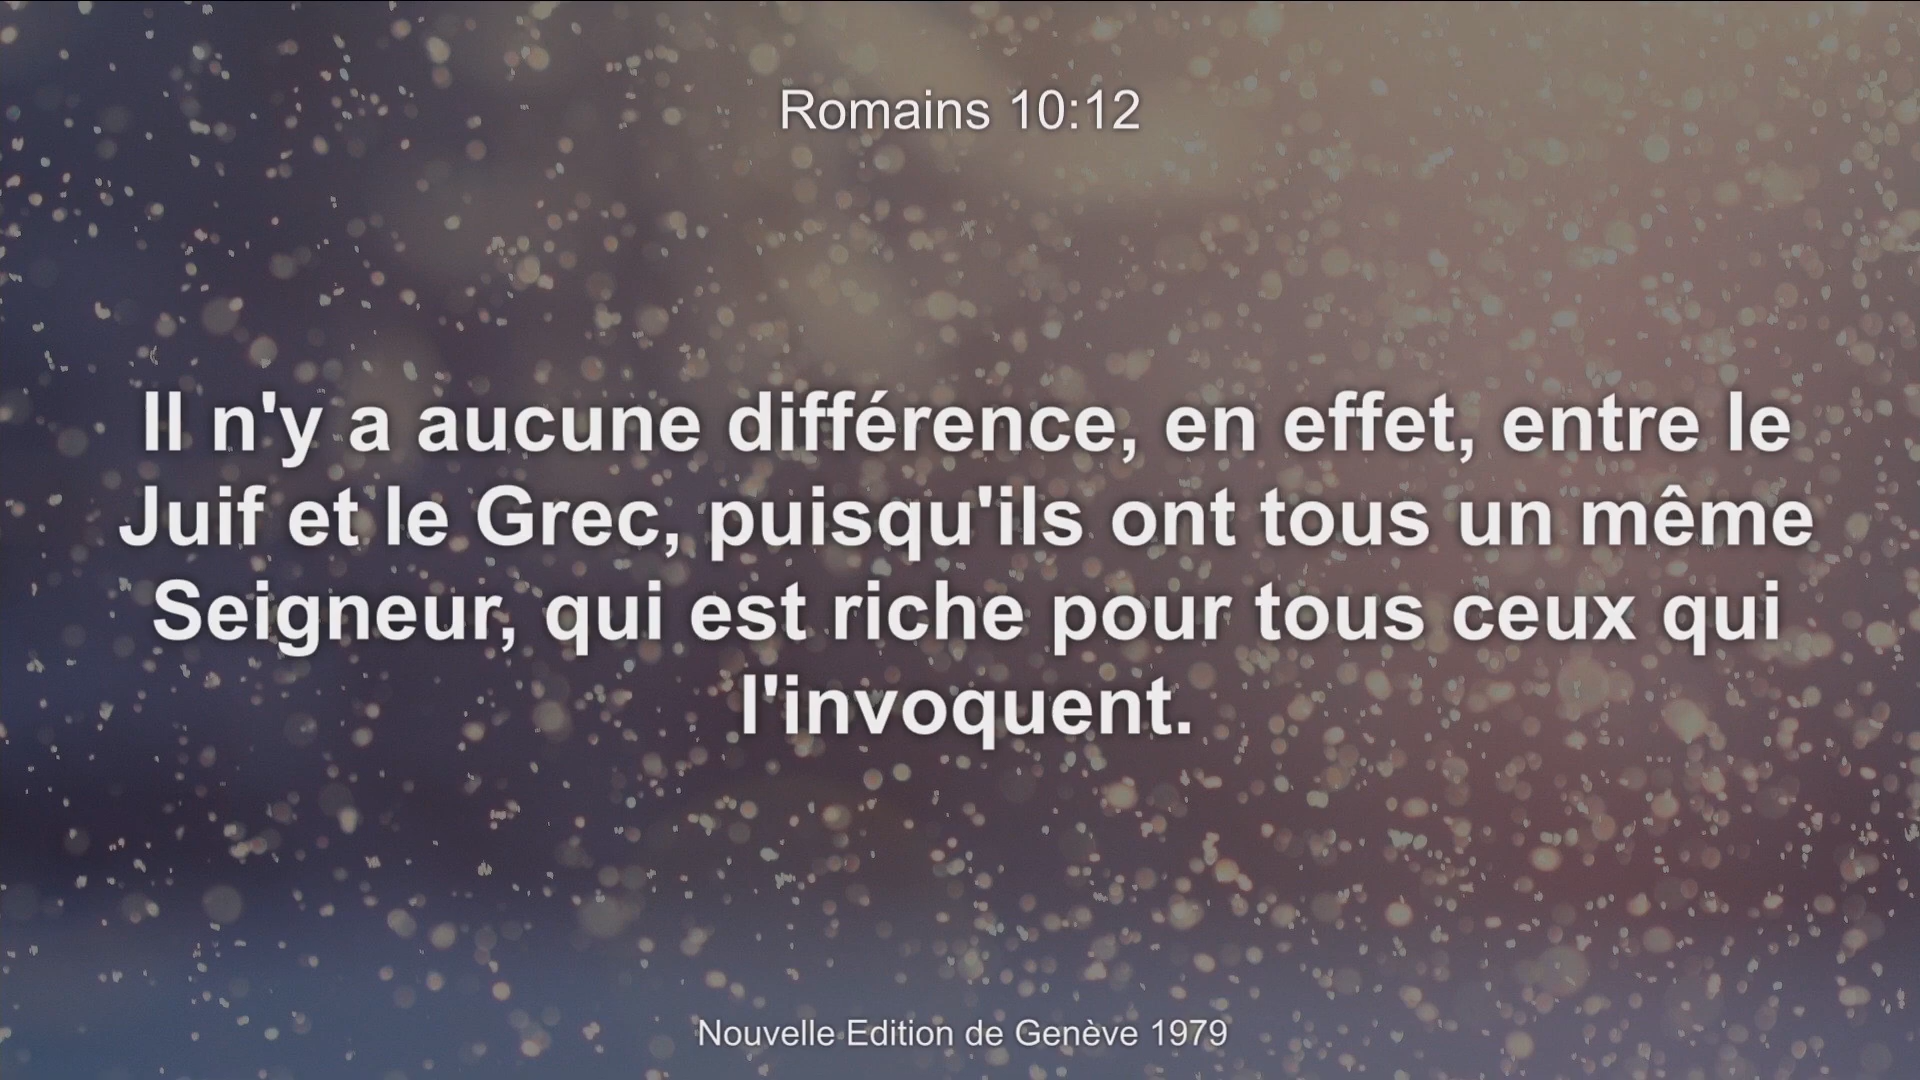 Romains 10:12
Il n'y a aucune différence, en effet, entre le
Juif et le Grec, puisqu'ils ont tous un même
Seigneur, qui est riche pour tous ceux qui
l'invoquent.
Nouvelle Edition de Genève 1979